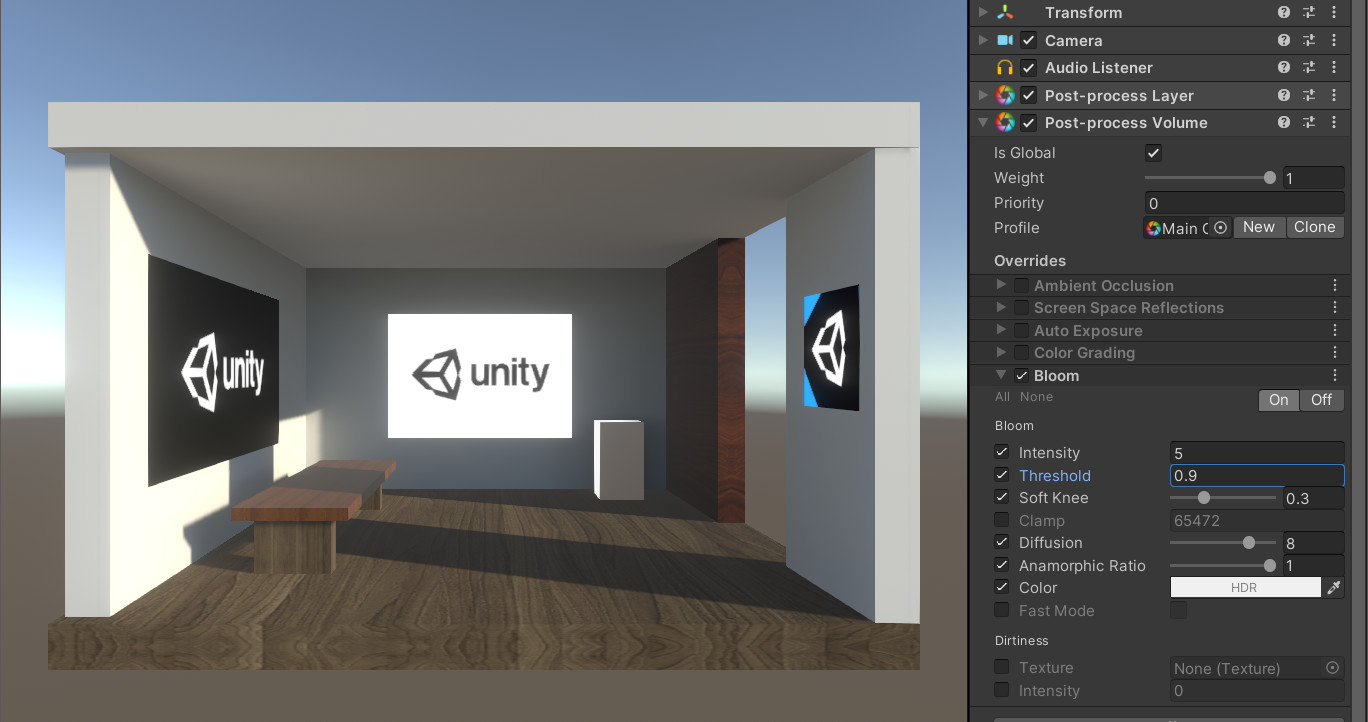 unity
unity
Transform
Camera
Audio Listener
Post-process Layer
Post-process Volume
Is Global
Weight 1
Priority 0
Profile Main C New Clone
Overrides
Ambient Occlusion
Screen Space Reflections
Auto Exposure
Color Grading
Bloom
All None On Off
Bloom
Intensity 5
Threshold 0.9
Soft Knee 0.3
Clamp 65472
Diffusion 8
Anamorphic Ratio 1
Color HDR
Fast Mode
Dirtiness
Texture None (Texture)
Intensity 0